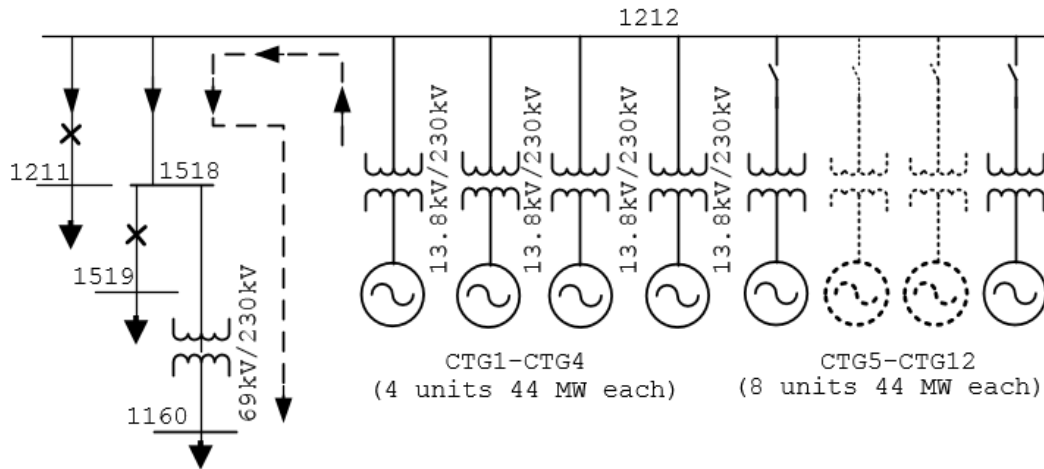 1212
1211
1518
1519
1160
69kV/230kV
13.8kV/230kV
13.8kV/230kV
13.8kV/230kV
13.8kV/230kV
CTG1-CTG4
(4 units 44 MW each)
CTG5-CTG12
(8 units 44 MW each)